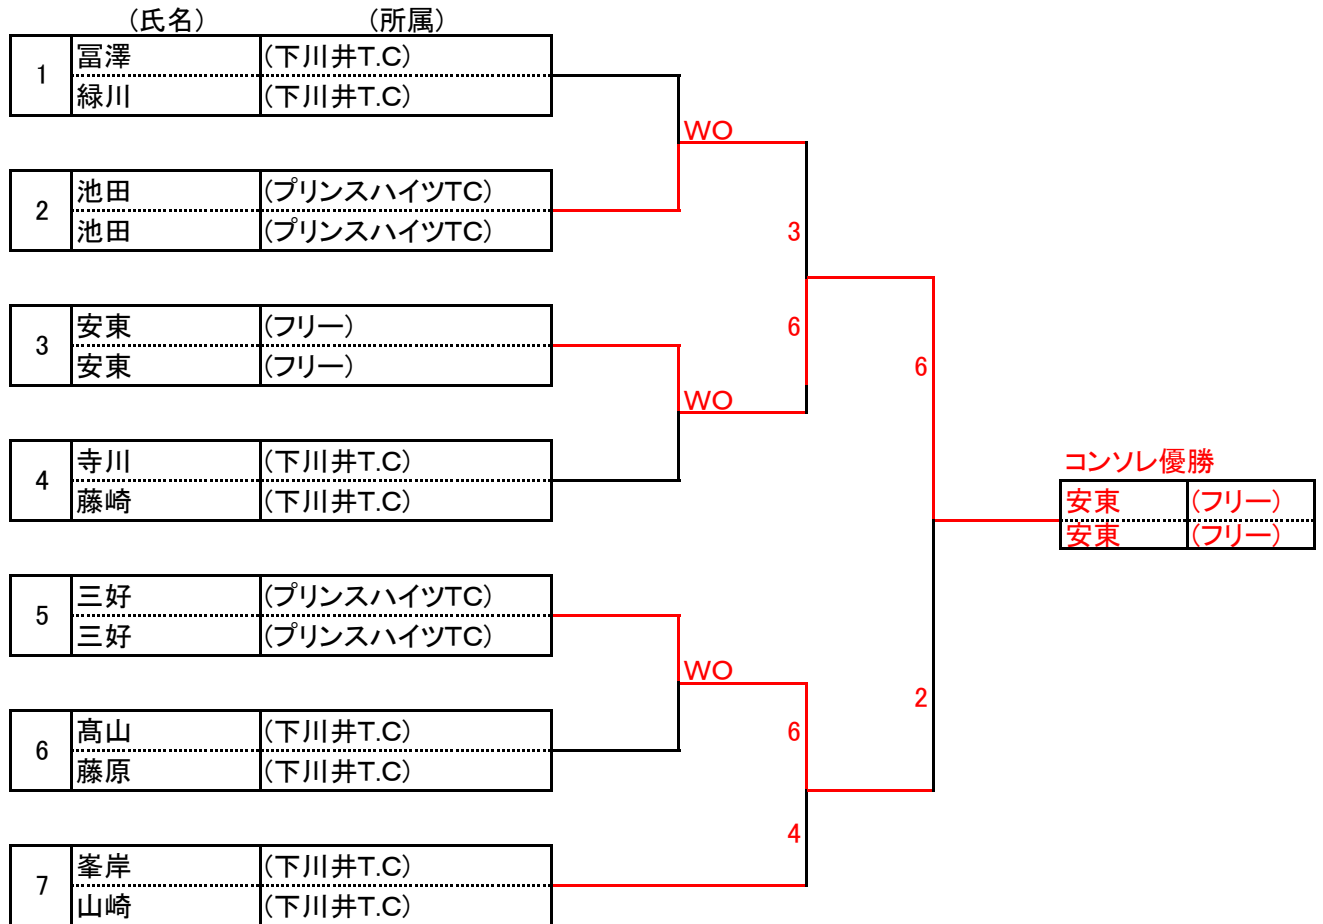 （氏名） （所属）
1 冨澤 （下川井T.C）
緑川 （下川井T.C）
WO
2 池田 （プリンスハイツTC）
池田 （プリンスハイツTC）
3
3 安東 （フリー）
安東 （フリー）
6
6
WO
4 寺川 （下川井T.C）
藤崎 （下川井T.C）
コンソレ優勝
安東 （フリー）
安東 （フリー）
5 三好 （プリンスハイツTC）
三好 （プリンスハイツTC）
WO
2
6 髙山 （下川井T.C）
藤原 （下川井T.C）
6
4
7 峯岸 （下川井T.C）
山崎 （下川井T.C）